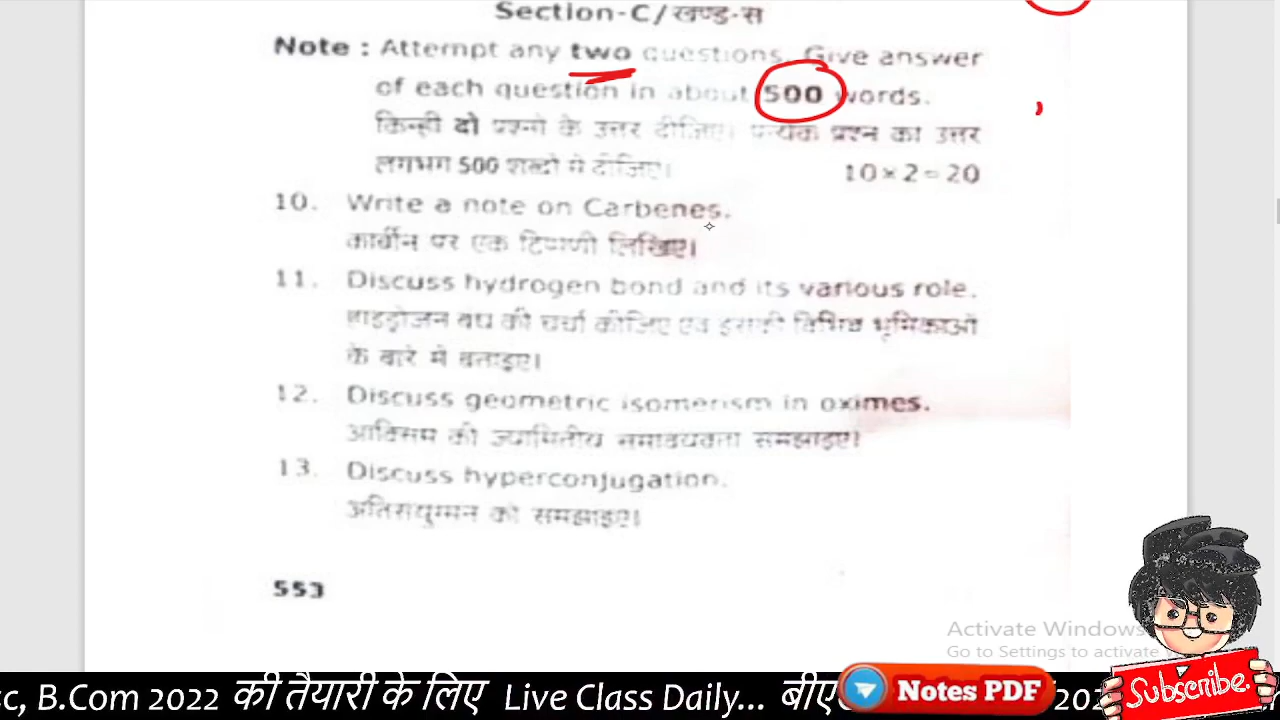 Section-C/खण्ड-स
Note : Attempt any two questions. Give answer
of each question in about 500 words.
किन्ही दो प्रश्नो के उत्तर दीजिए। प्रत्येक प्रश्न का उत्तर
लगभग 500 शब्दो मे दीजिए।
10×2=20
10. Write a note on Carbenes.
कार्बीन पर एक टिप्पणी लिखिए।
11. Discuss hydrogen bond and its various role.
हाइड्रोजन बंध की चर्चा कीजिए एवं इसकी विभिन्न भूमिकाओं
के बारे मे बताइए।
12. Discuss geometric isomerism in oximes.
आक्सिम की ज्यामितीय समावयवता समझाइए।
13. Discuss hyperconjugation.
अतिसंयुग्मन को समझाइए।
553
Activate Windows
Go to Settings to activate
cc, B.Com 2022 की तैयारी के लिए Live Class Daily...
Notes PDF
Subscribe.